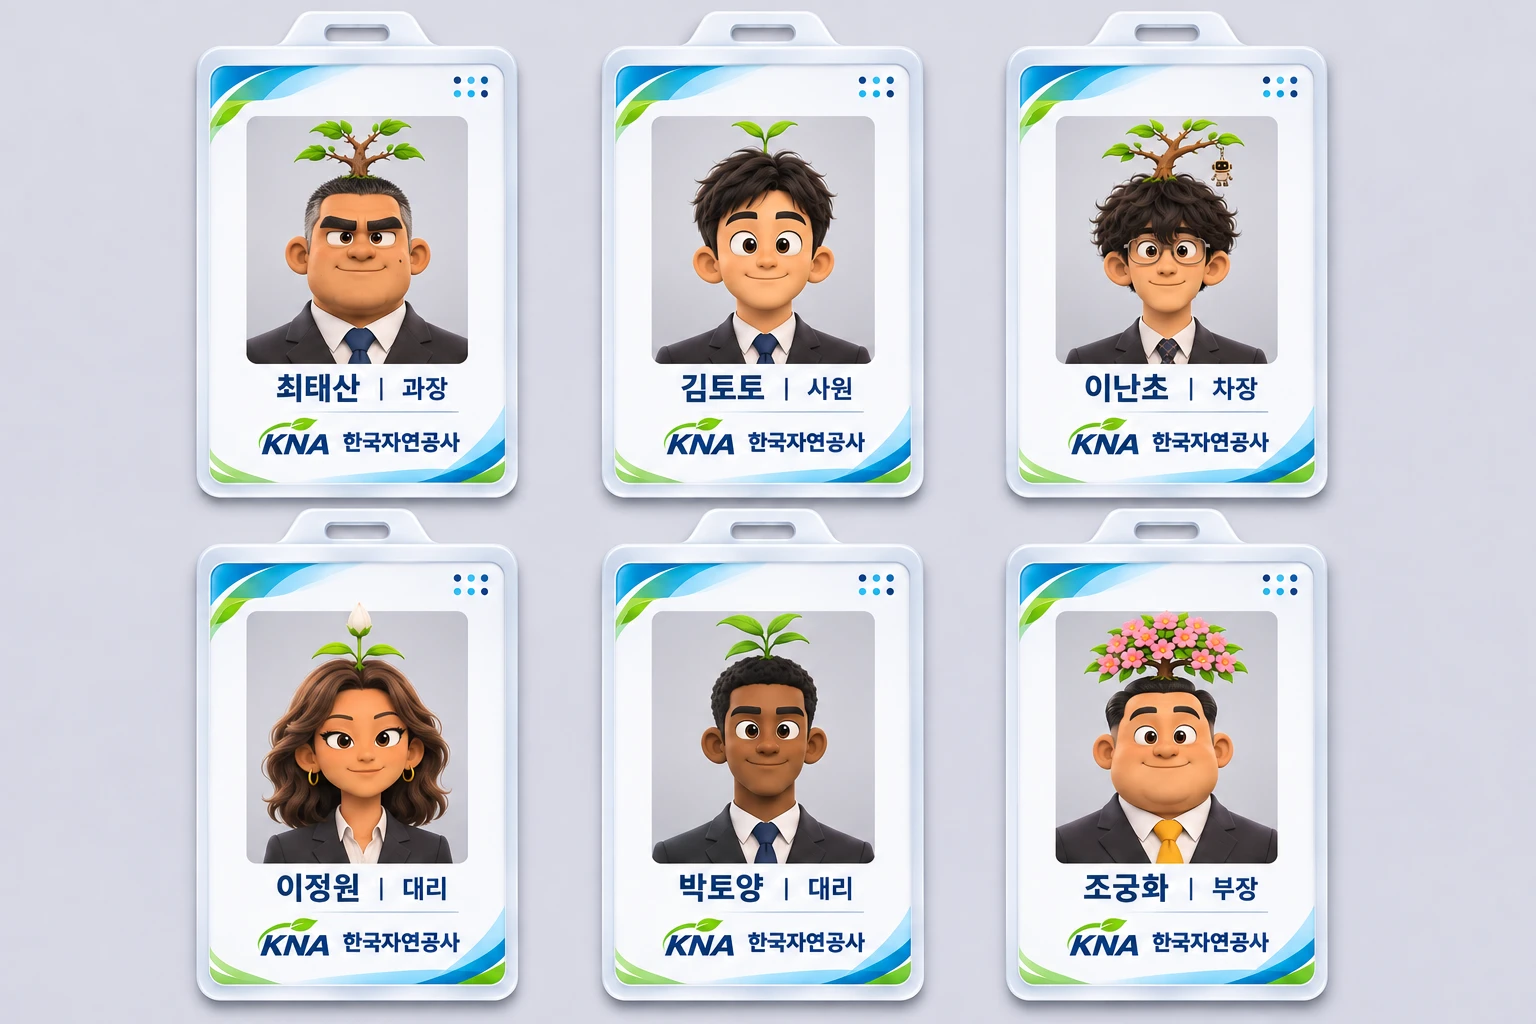 최태산 | 과장
KNA 한국자연공사
김토토 | 사원
KNA 한국자연공사
이난초 | 차장
KNA 한국자연공사
이정원 | 대리
KNA 한국자연공사
박토양 | 대리
KNA 한국자연공사
조궁화 | 부장
KNA 한국자연공사